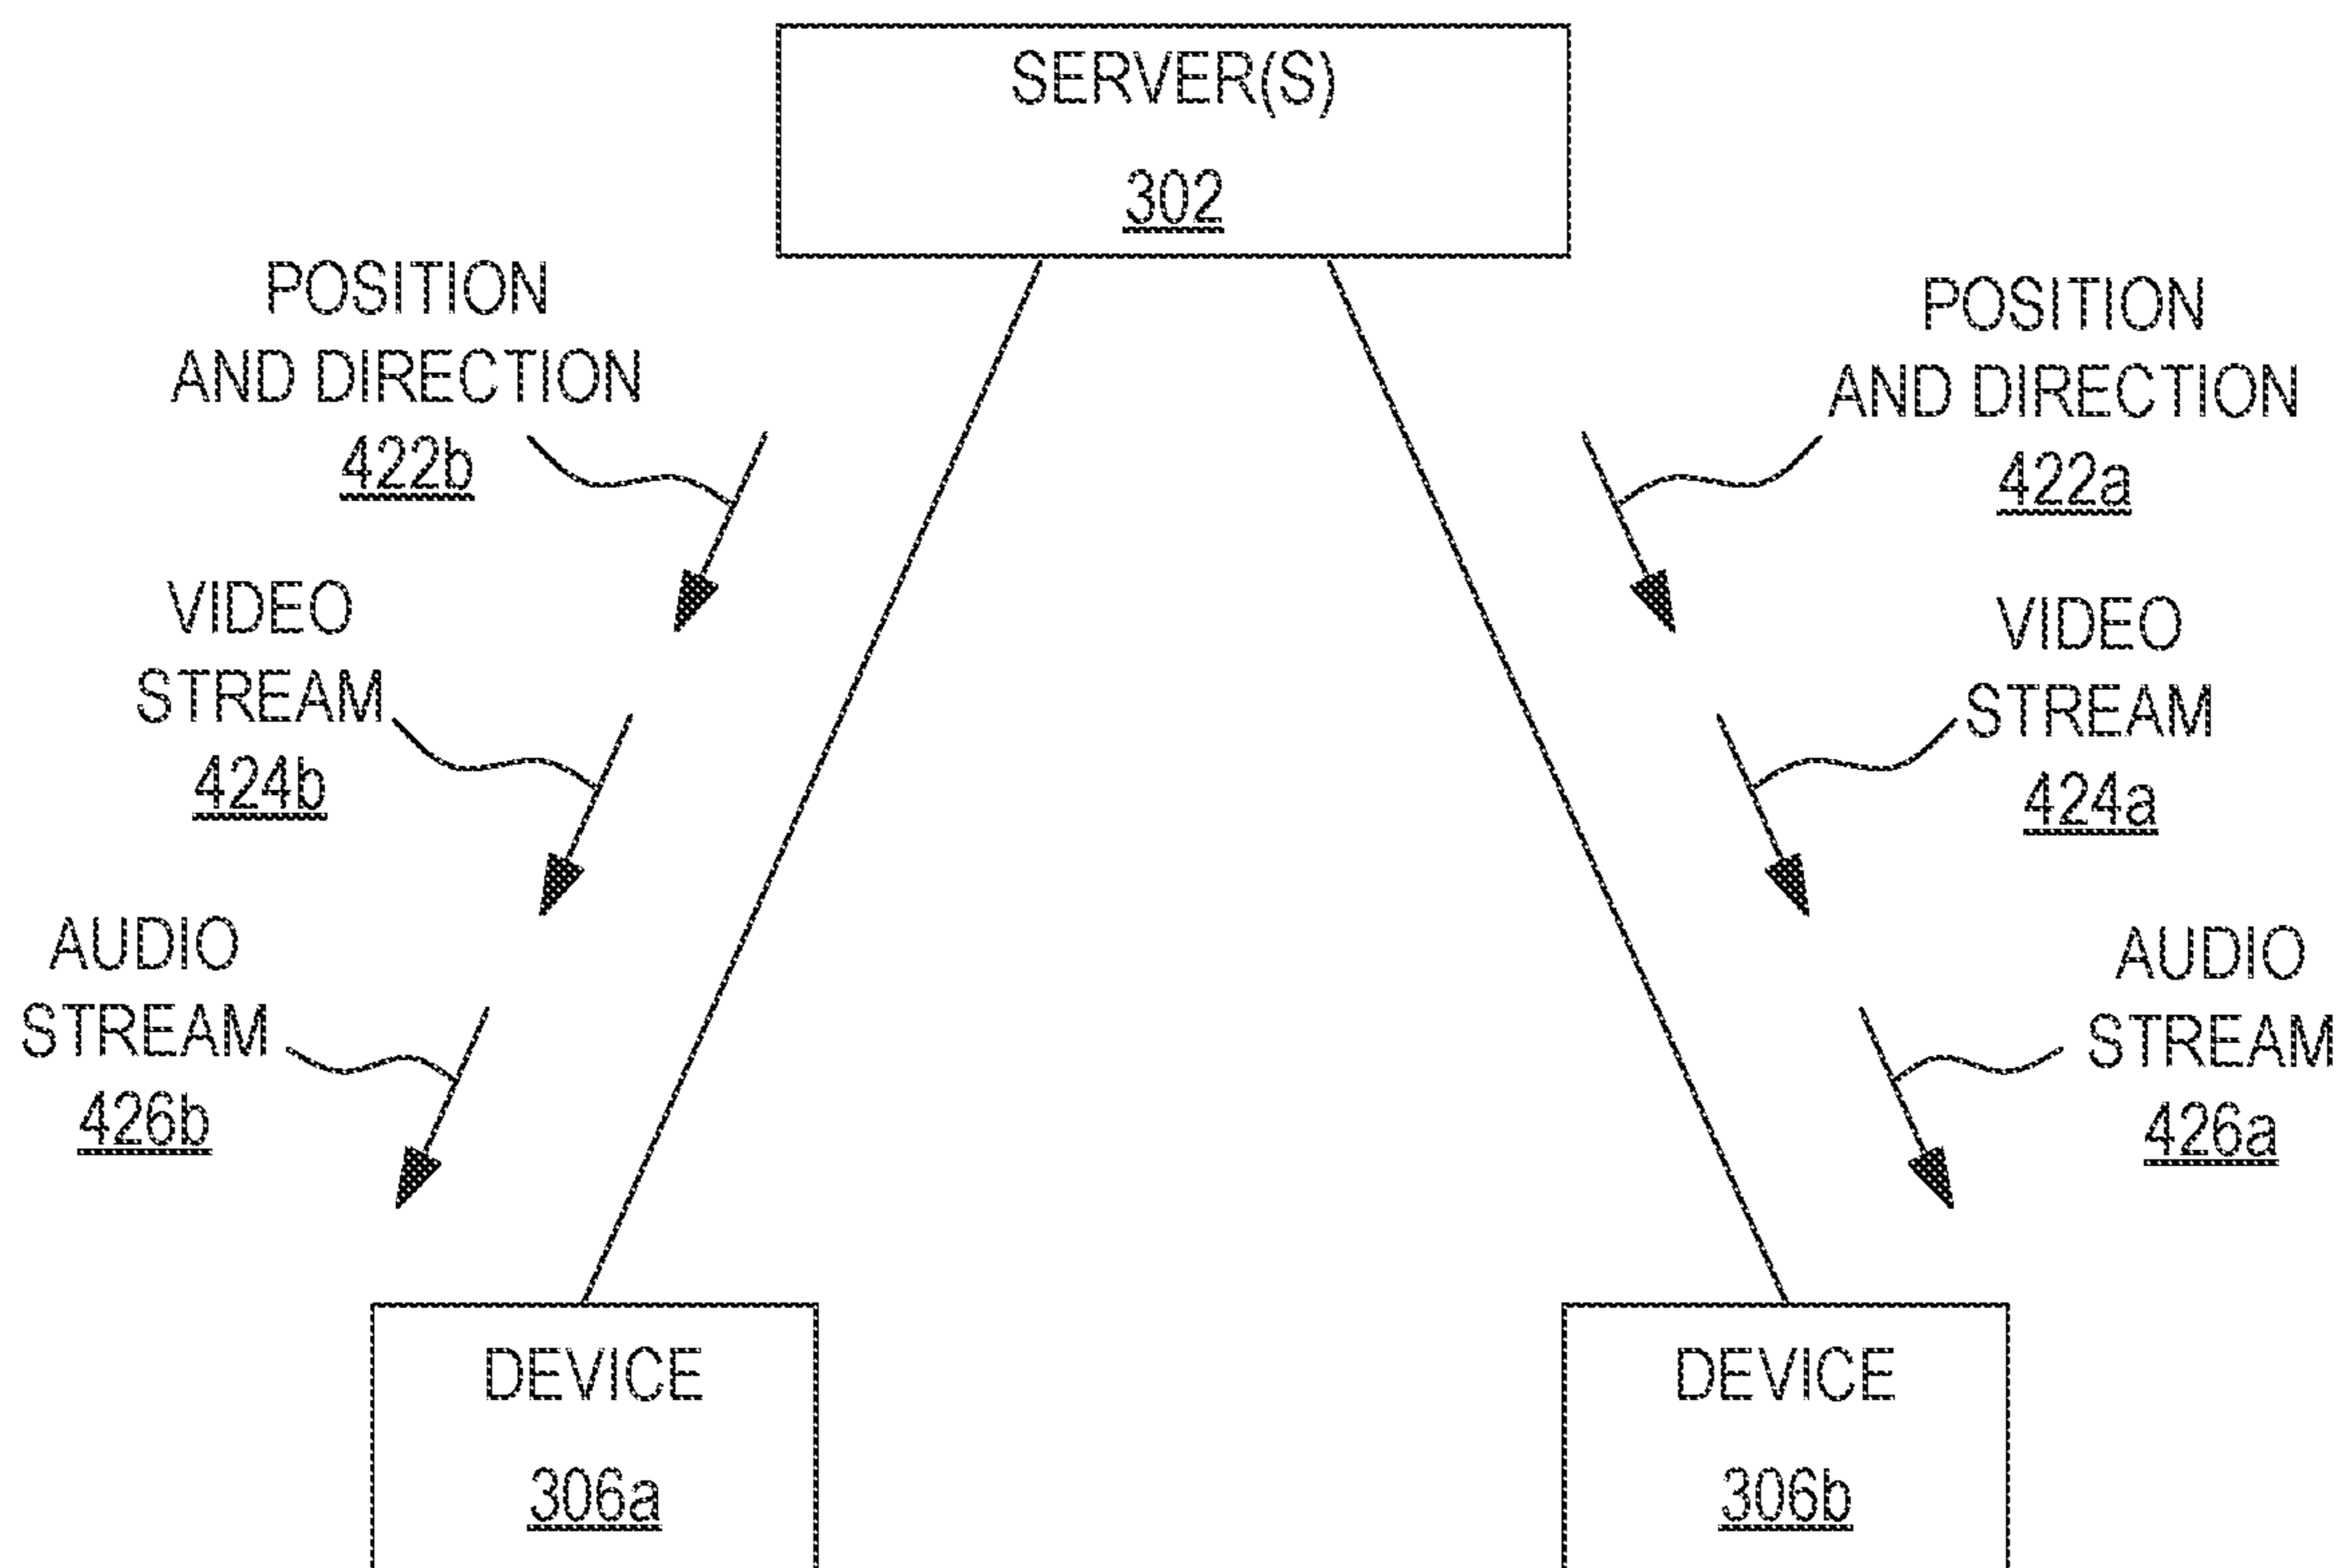 SERVER(S)
302
POSITION
AND DIRECTION
422b
POSITION
AND DIRECTION
422a
VIDEO
STREAM
424b
VIDEO
STREAM
424a
AUDIO
STREAM
426b
AUDIO
STREAM
426a
DEVICE
306a
DEVICE
306b